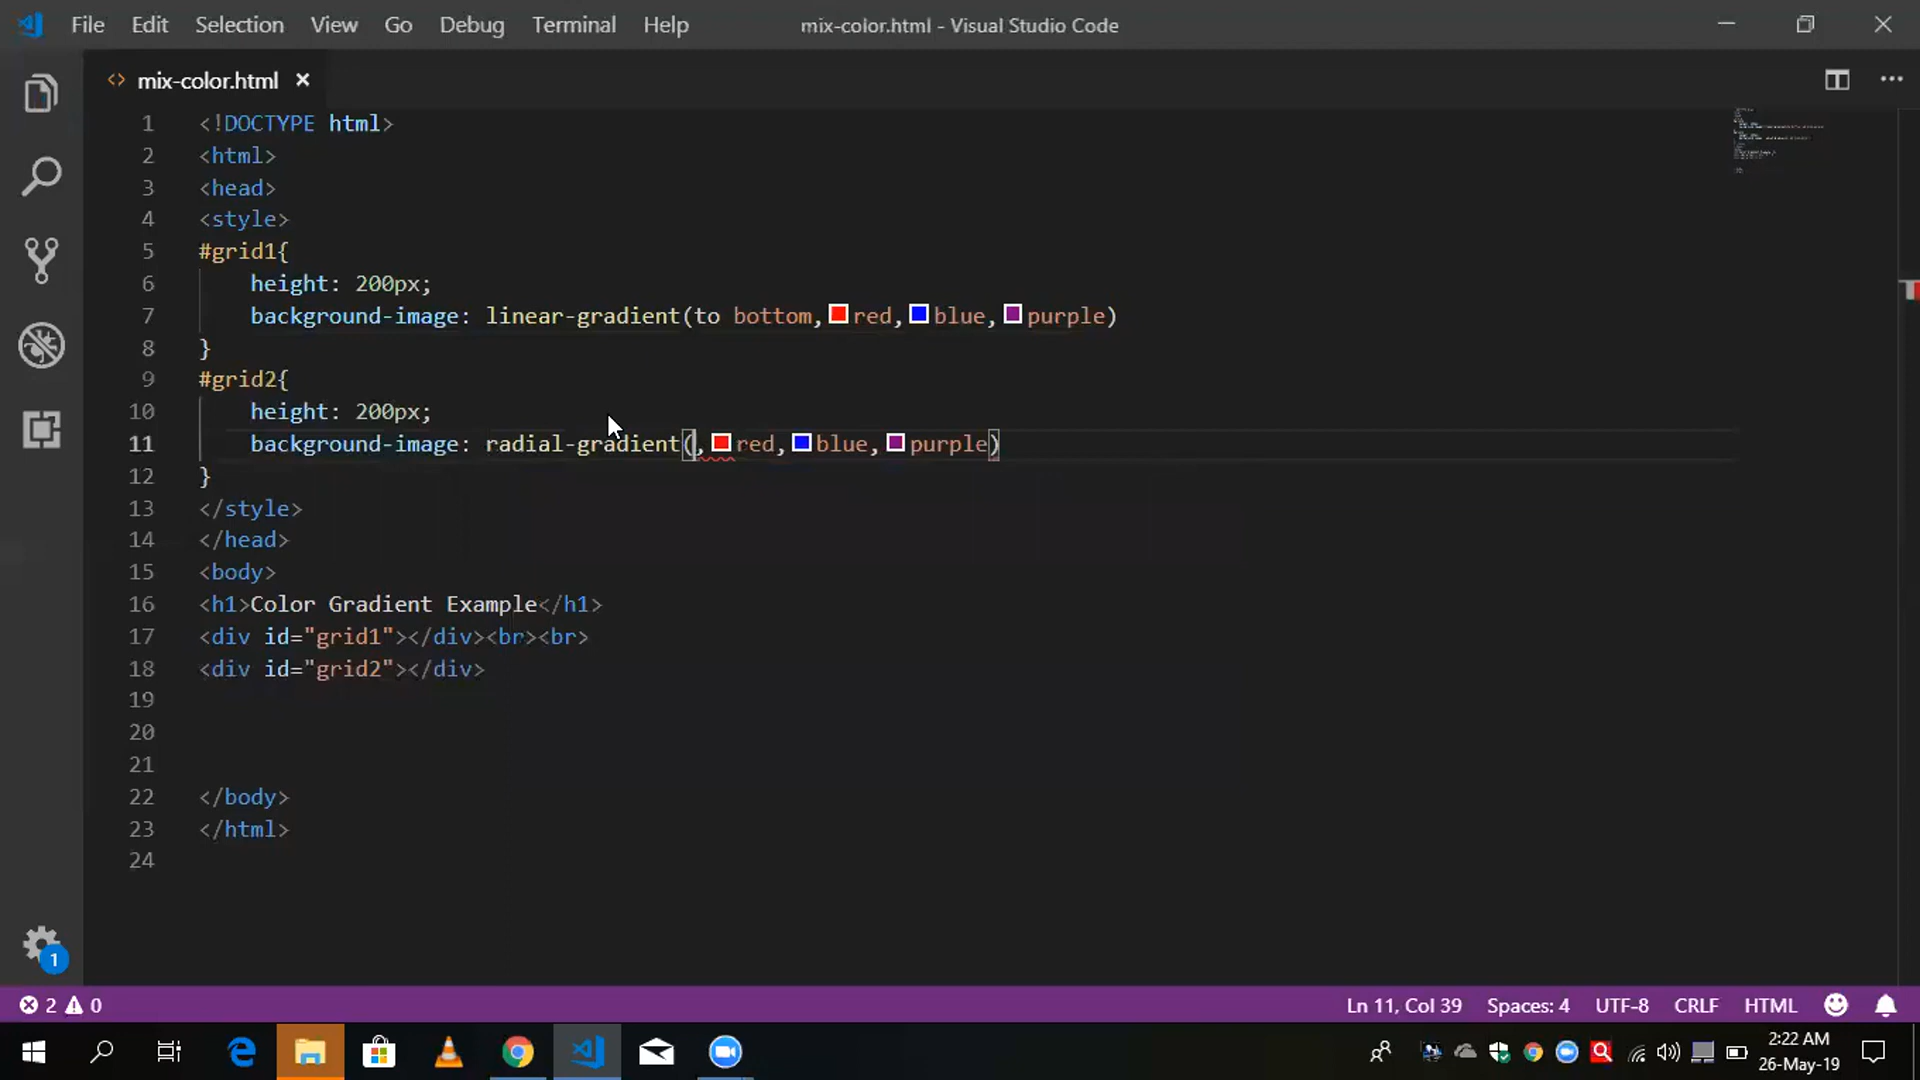 File Edit Selection View Go Debug Terminal Help mix-color.html - Visual Studio Code
mix-color.html
1 <!DOCTYPE html>
2 <html>
3 <head>
4 <style>
5 #grid1{
6 height: 200px;
7 background-image: linear-gradient(to bottom,red,blue,purple)
8 }
9 #grid2{
10 height: 200px;
11 background-image: radial-gradient(,red,blue,purple)
12 }
13 </style>
14 </head>
15 <body>
16 <h1>Color Gradient Example</h1>
17 <div id="grid1"></div><br><br>
18 <div id="grid2"></div>
19
20
21
22 </body>
23 </html>
24
1
2 0 Ln 11, Col 39 Spaces: 4 UTF-8 CRLF HTML
2:22 AM
26-May-19